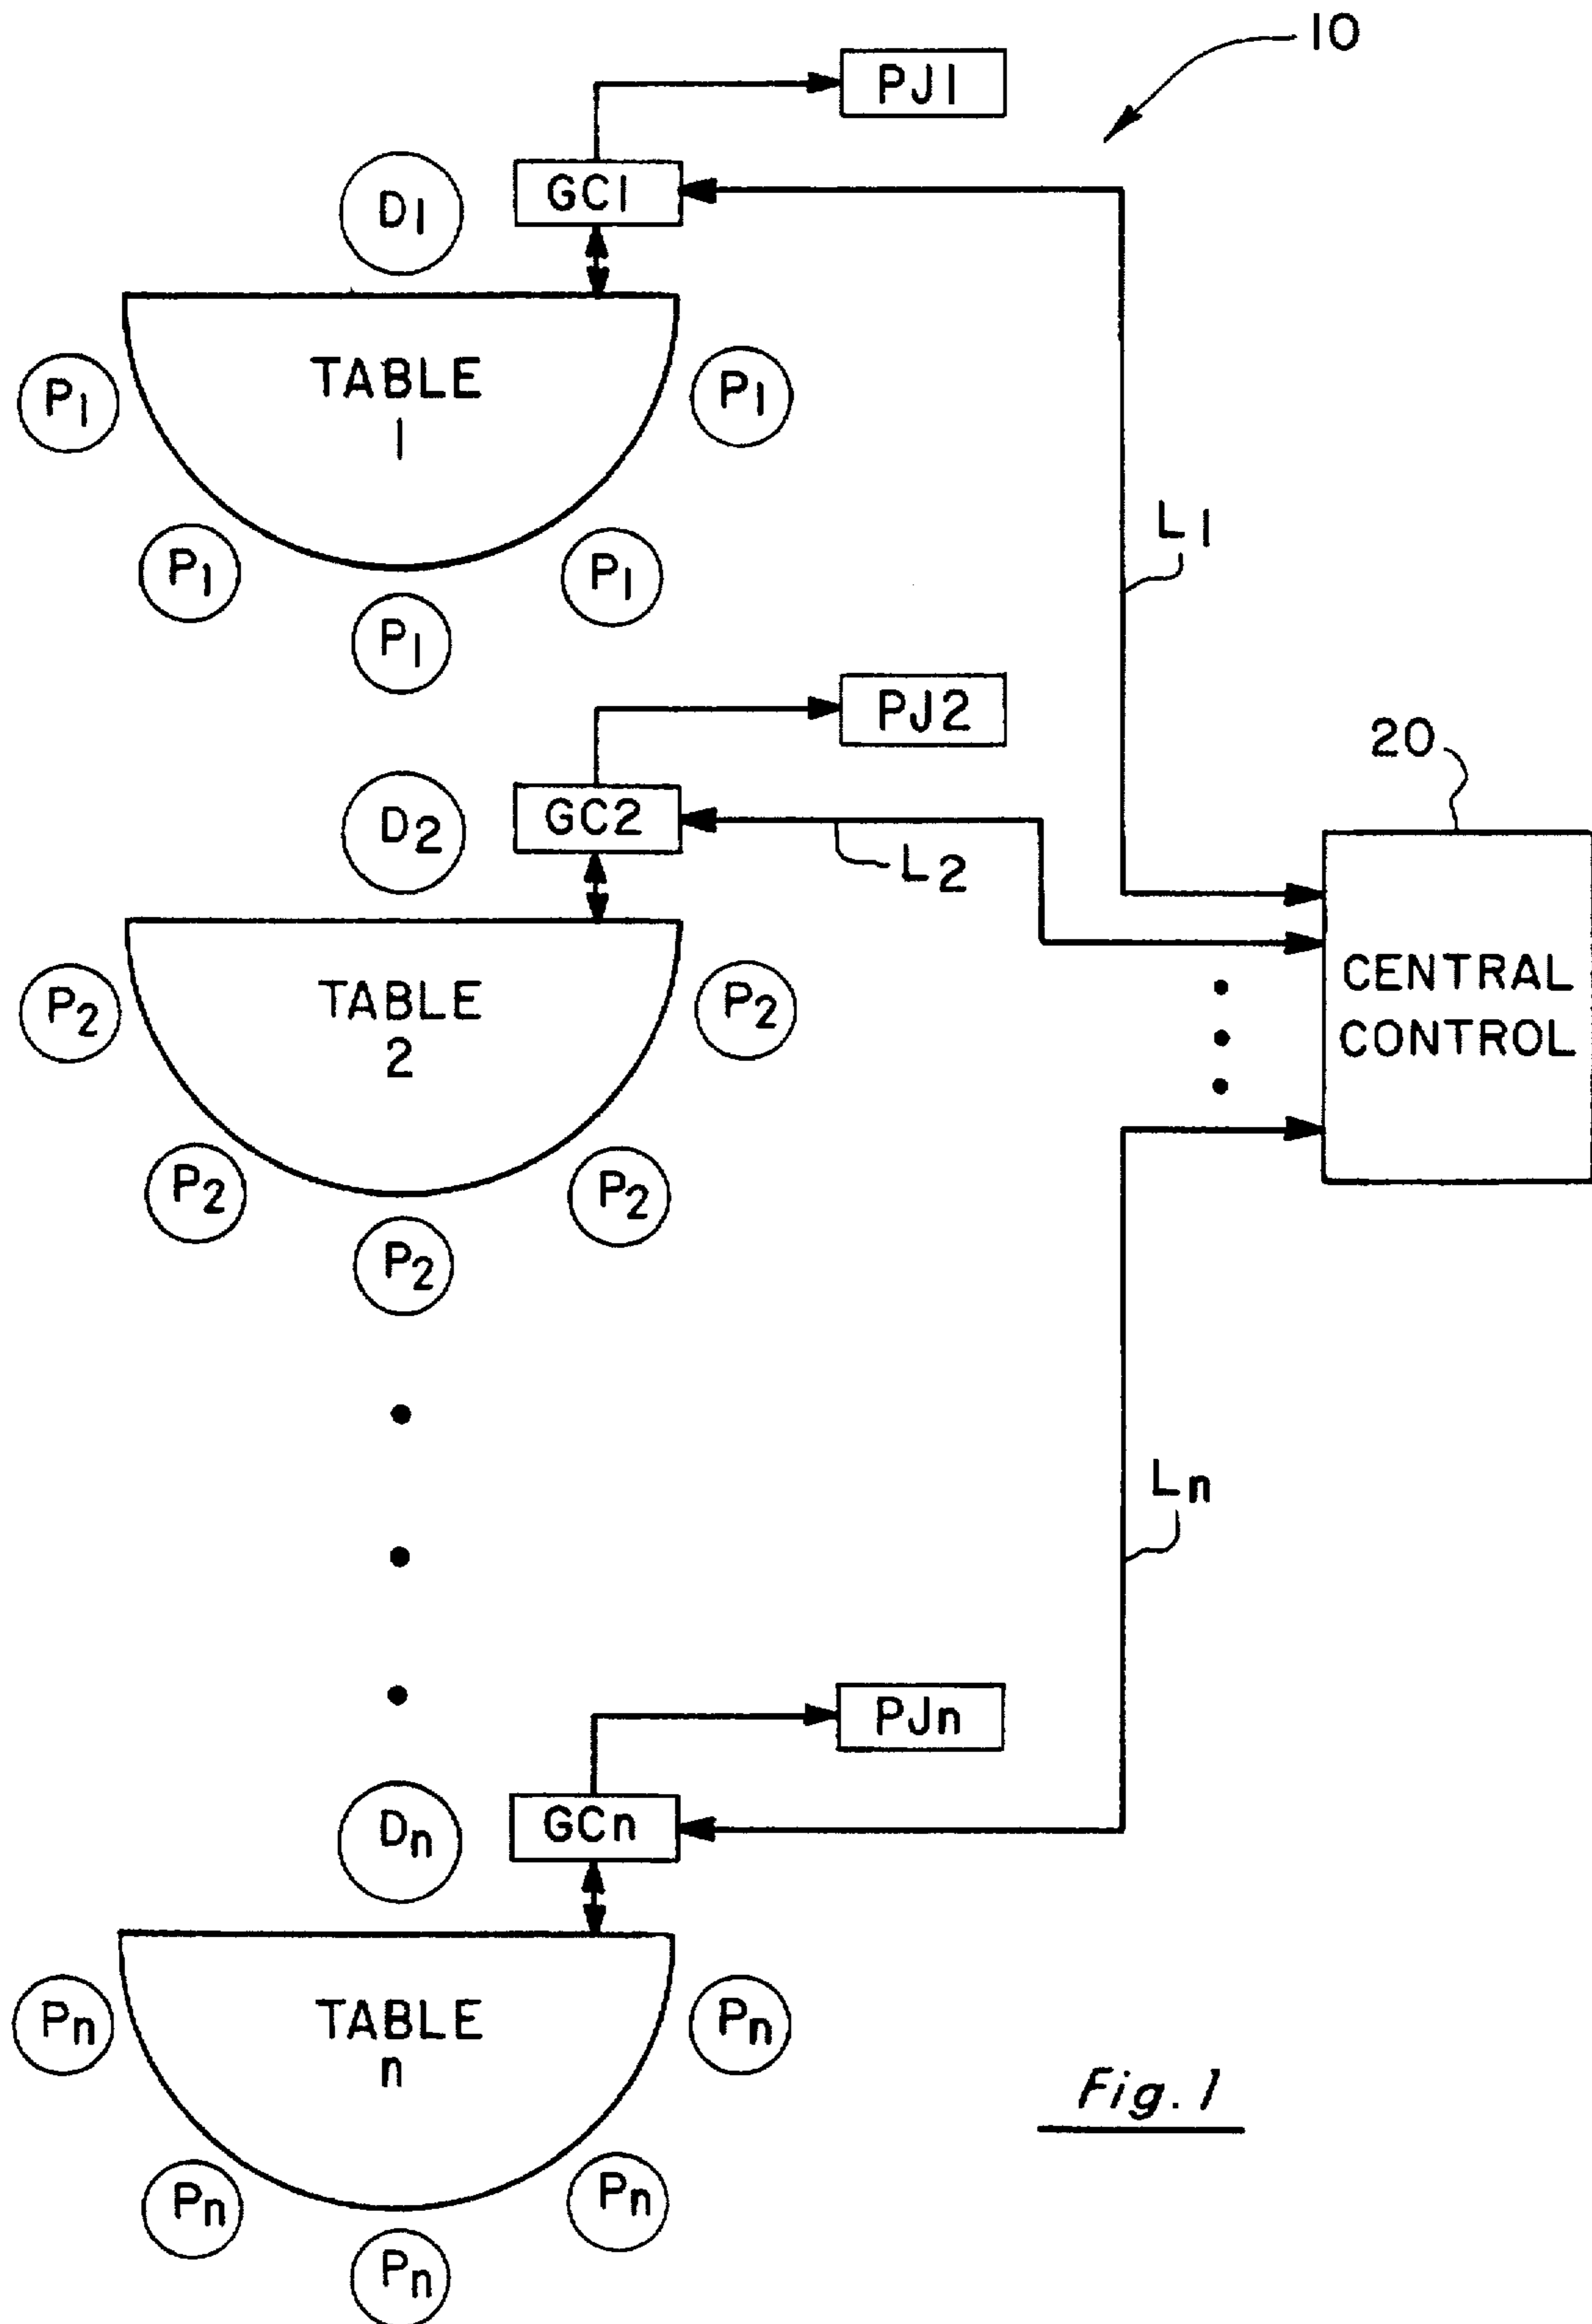 10
PJ1
GC1
D1
TABLE
1
P1
P1
P1
P1
P1
L1
PJ2
GC2
D2
L2
20
CENTRAL
CONTROL
TABLE
2
P2
P2
P2
P2
P2
Ln
PJn
GCn
Dn
TABLE
n
Pn
Pn
Pn
Pn
Pn
Fig. 1